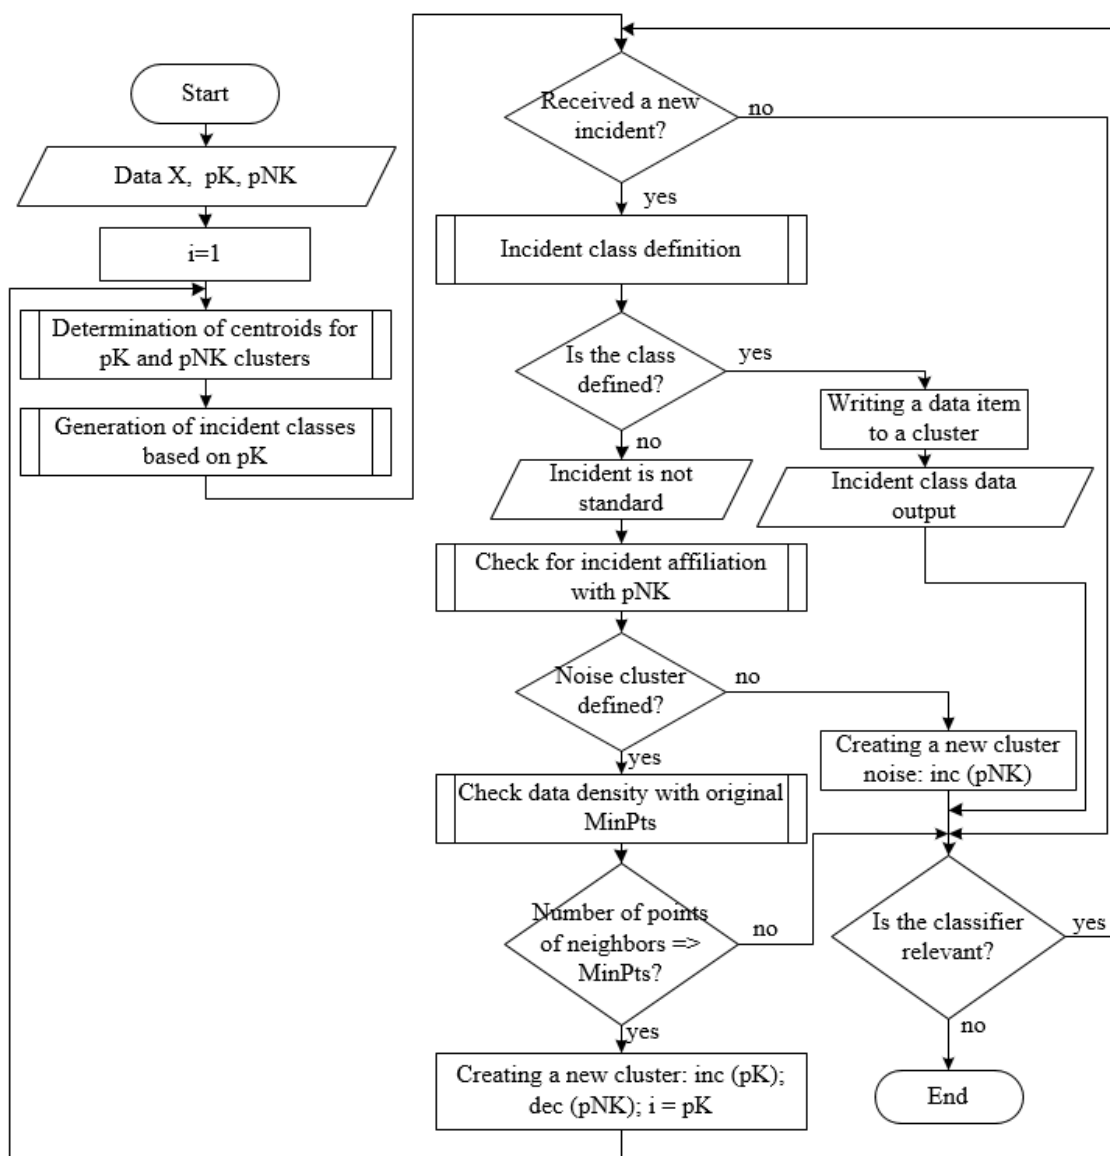 Start
Data X, pK, pNK
i=1
Determination of centroids for
pK and pNK clusters
Generation of incident classes
based on pK
Received a new
incident?
no
yes
Incident class definition
Is the class
defined?
yes
no
Writing a data item
to a cluster
Incident class data
output
Incident is not
standard
Check for incident affiliation
with pNK
Noise cluster
defined?
no
yes
Creating a new cluster
noise: inc (pNK)
Check data density with original
MinPts
Number of points
of neighbors =>
MinPts?
no
yes
Creating a new cluster: inc (pK);
dec (pNK); i = pK
Is the classifier
relevant?
yes
no
End